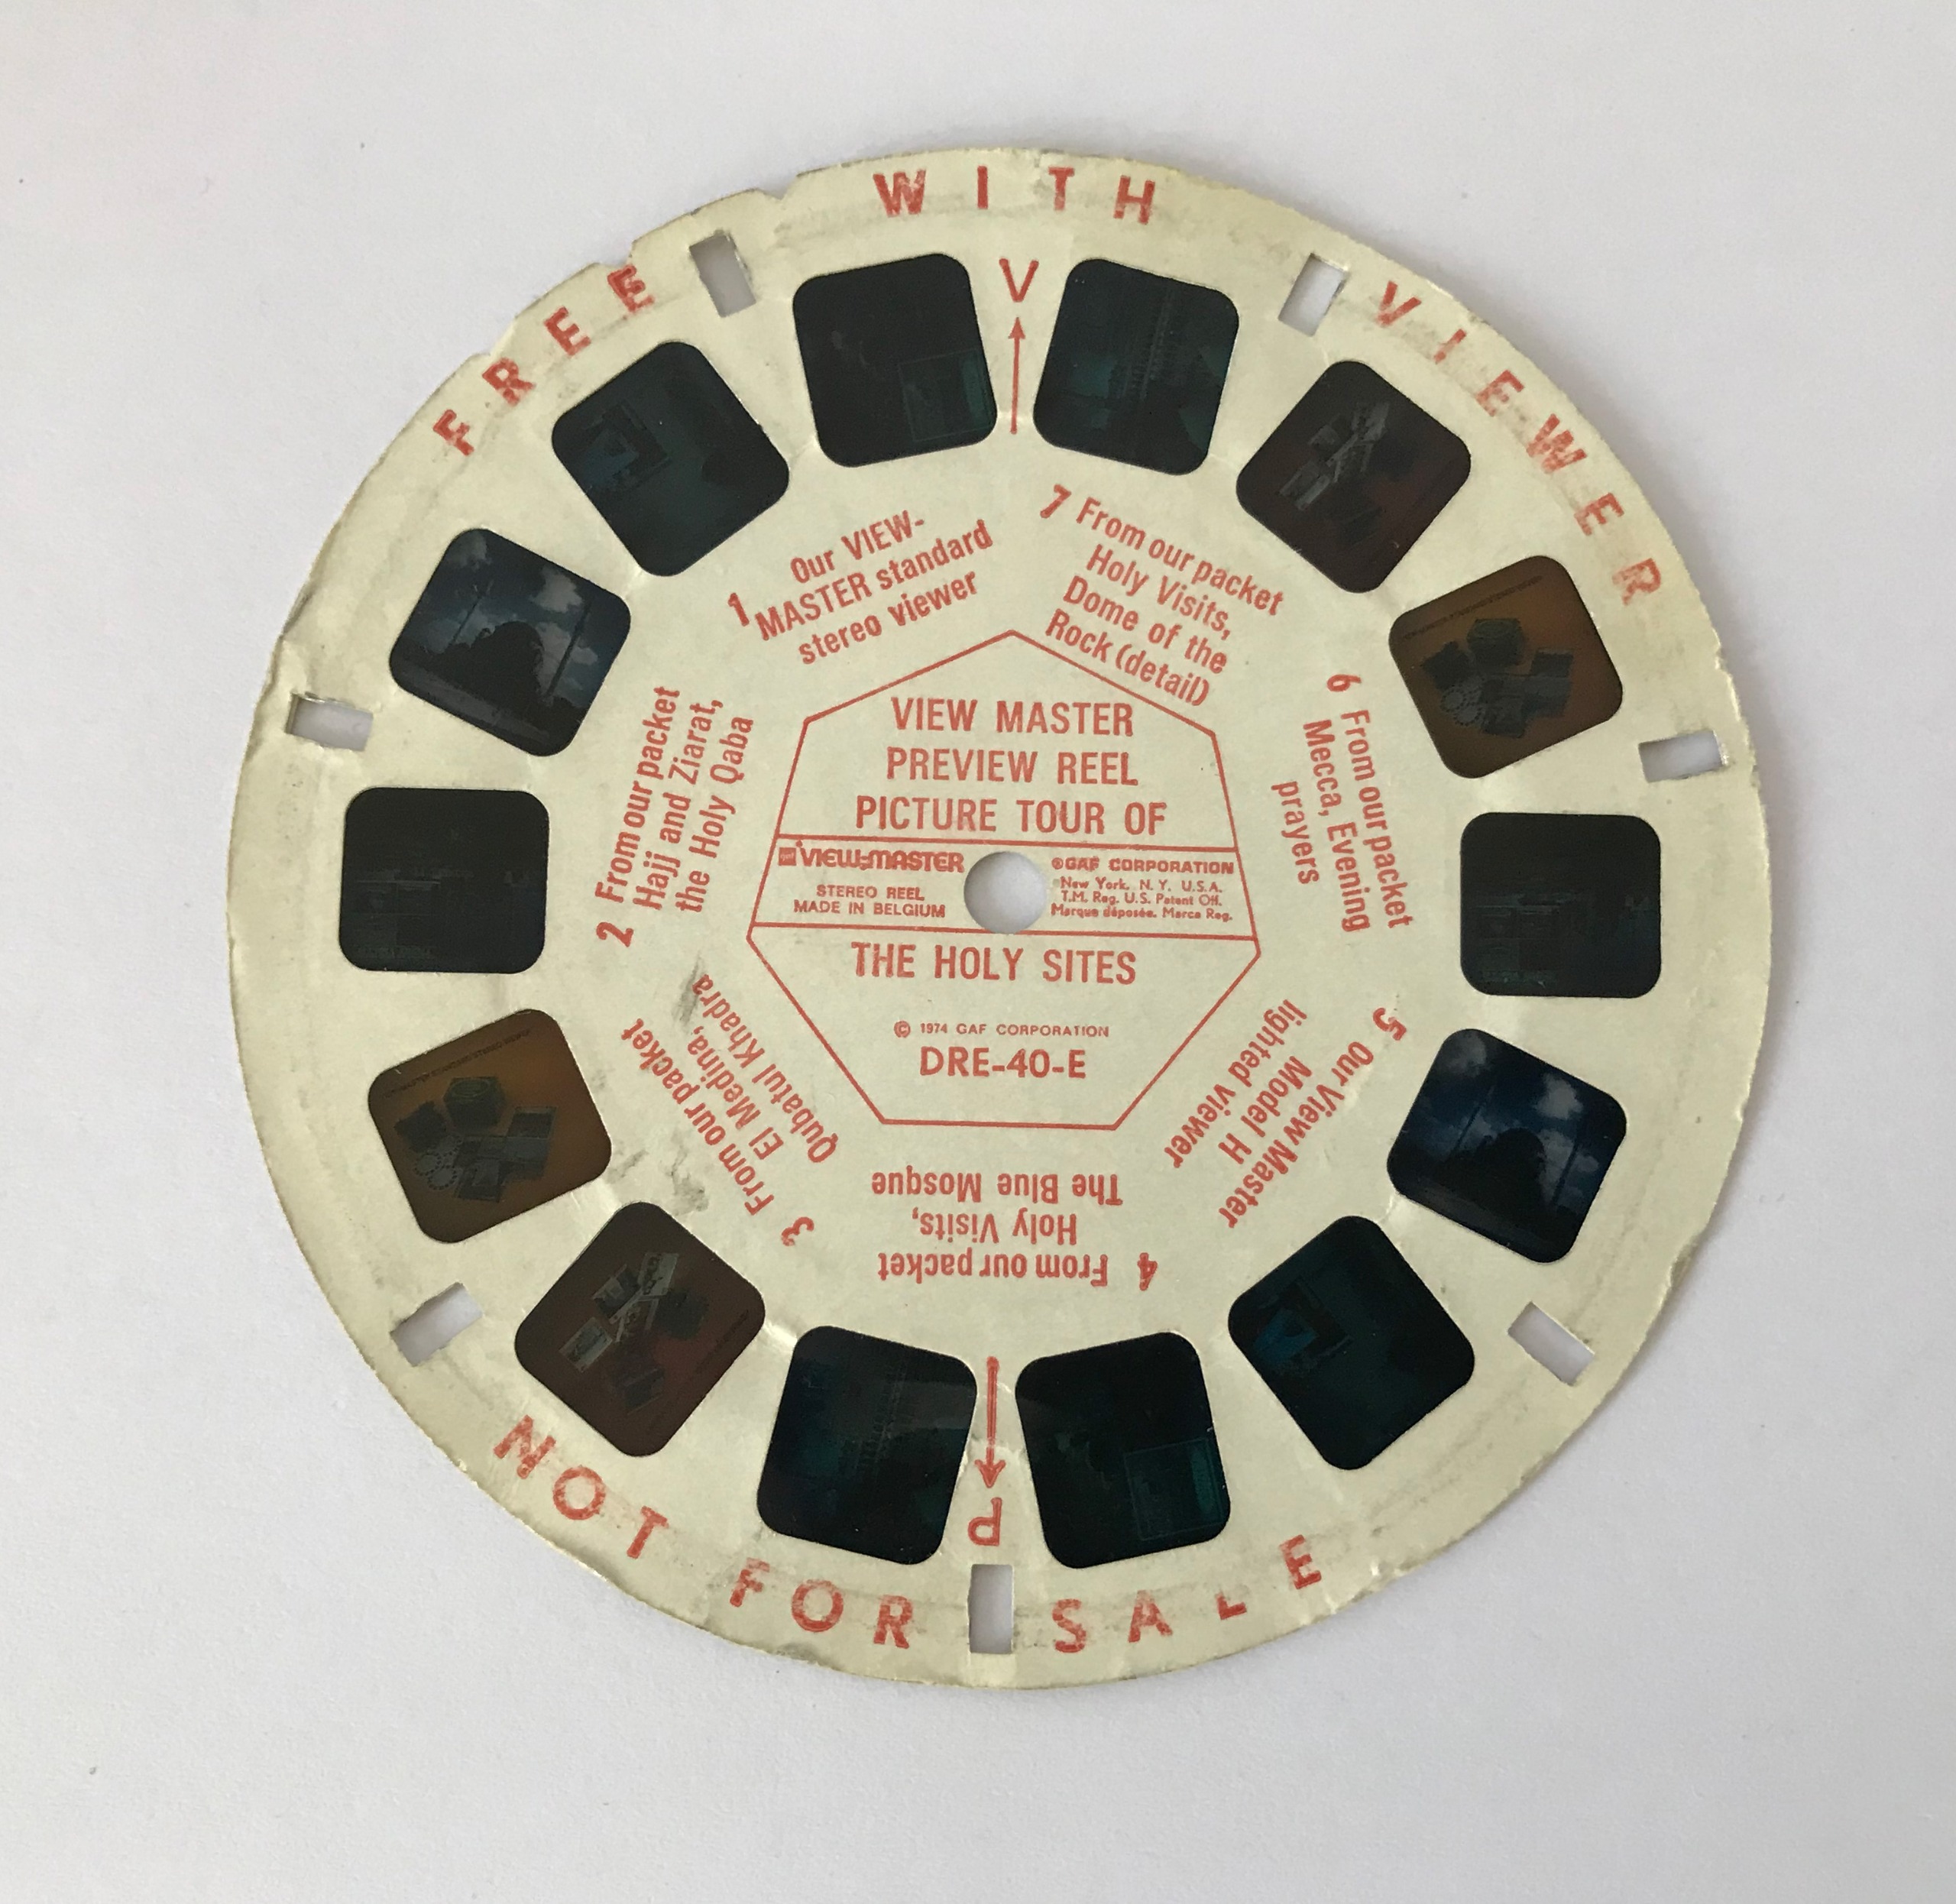 FREE WITH VIEWER
V
1 Our VIEW-
MASTER standard
stereo viewer
2 From our packet
Hajj and Ziarat,
the Holy Qaba
3 From our packet
El Medina,
Qubatul Khadra
4 From our packet
Holy Visits,
The Blue Mosque
5 Our View Master
Model H
lighted viewer
6 From our packet
Mecca, Evening
prayers
7 From our packet
Holy Visits,
Dome of the
Rock (detail)
VIEW MASTER
PREVIEW REEL
PICTURE TOUR OF
VIEW-MASTER
STEREO REEL
MADE IN BELGIUM
®GAF CORPORATION
New York, N. Y. U.S.A.
T.M. Reg. U.S. Patent Off.
Marque déposée. Marca Reg.
THE HOLY SITES
© 1974 GAF CORPORATION
DRE-40-E
P
NOT FOR SALE